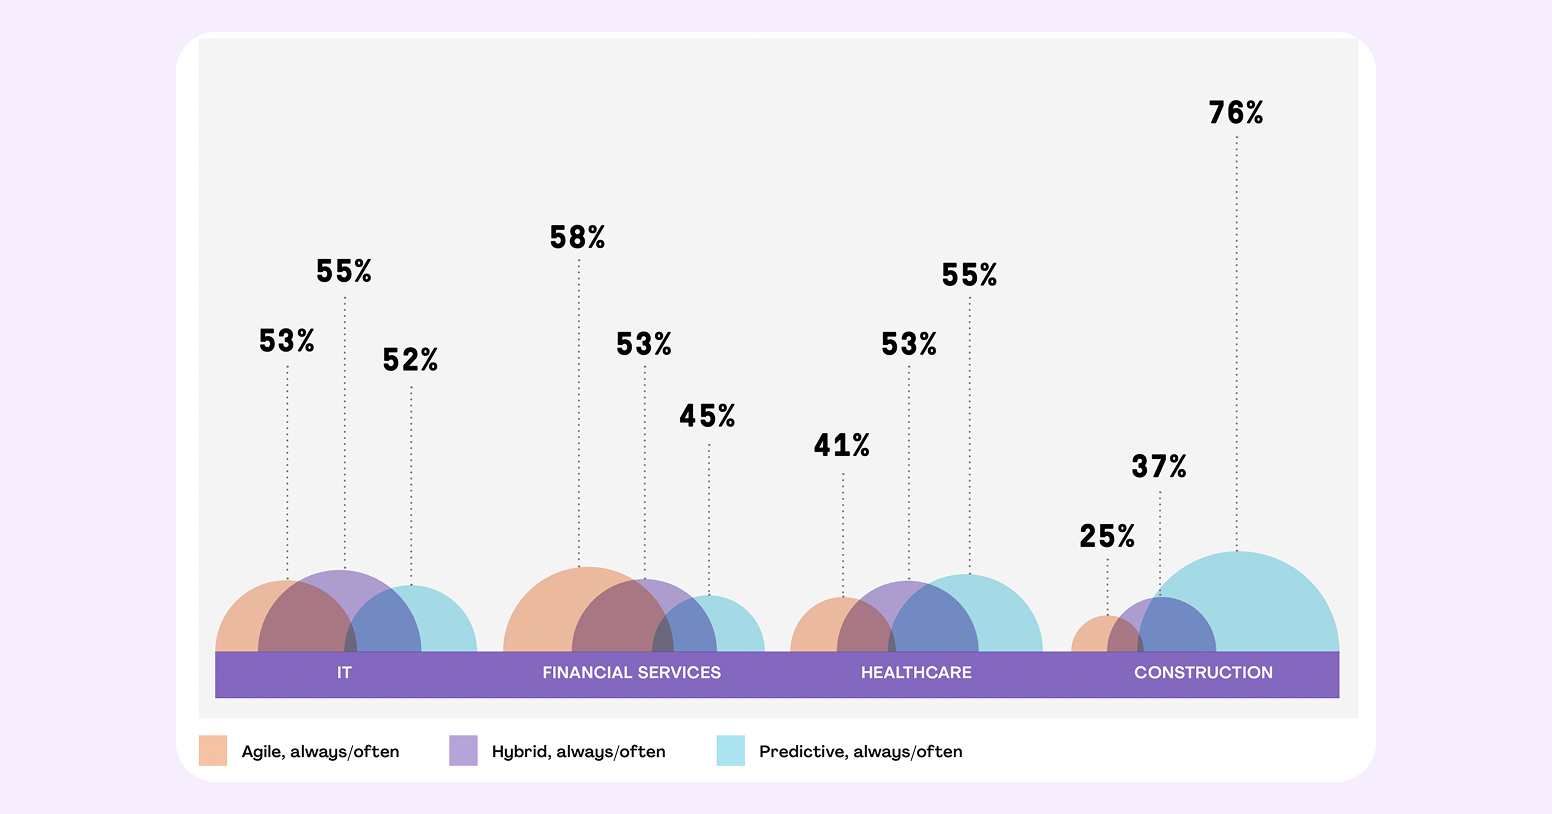 76%
58%
55%
55%
53%
53%
53%
52%
45%
41%
37%
25%
IT
FINANCIAL SERVICES
HEALTHCARE
CONSTRUCTION
Agile, always/often
Hybrid, always/often
Predictive, always/often